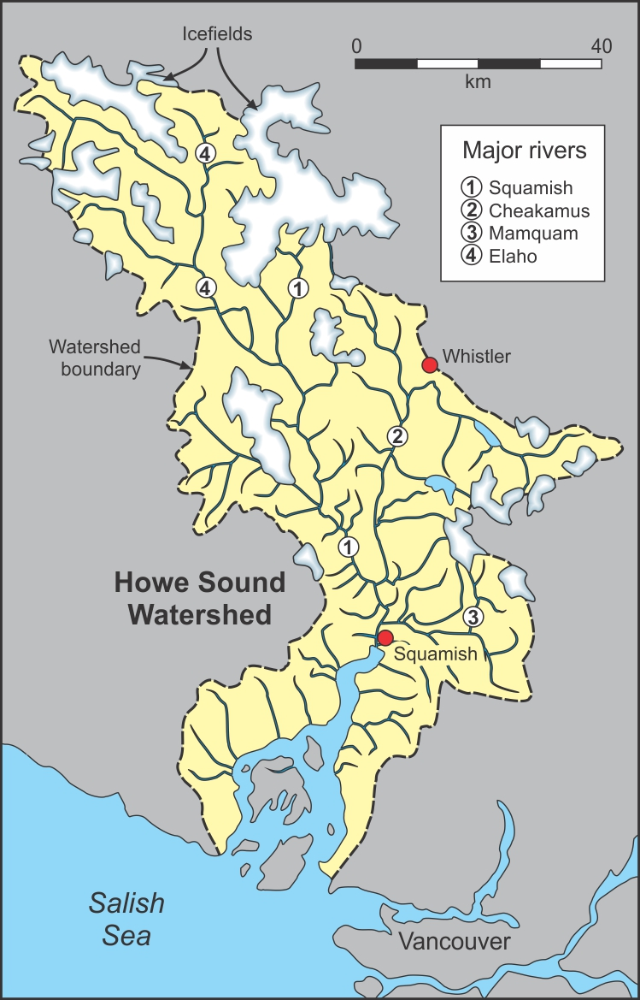 Icefields
0 40
km
Major rivers
1 Squamish
2 Cheakamus
3 Mamquam
4 Elaho
4
4
1
Watershed
boundary
Whistler
2
1
Howe Sound
Watershed
3
Squamish
Salish
Sea
Vancouver